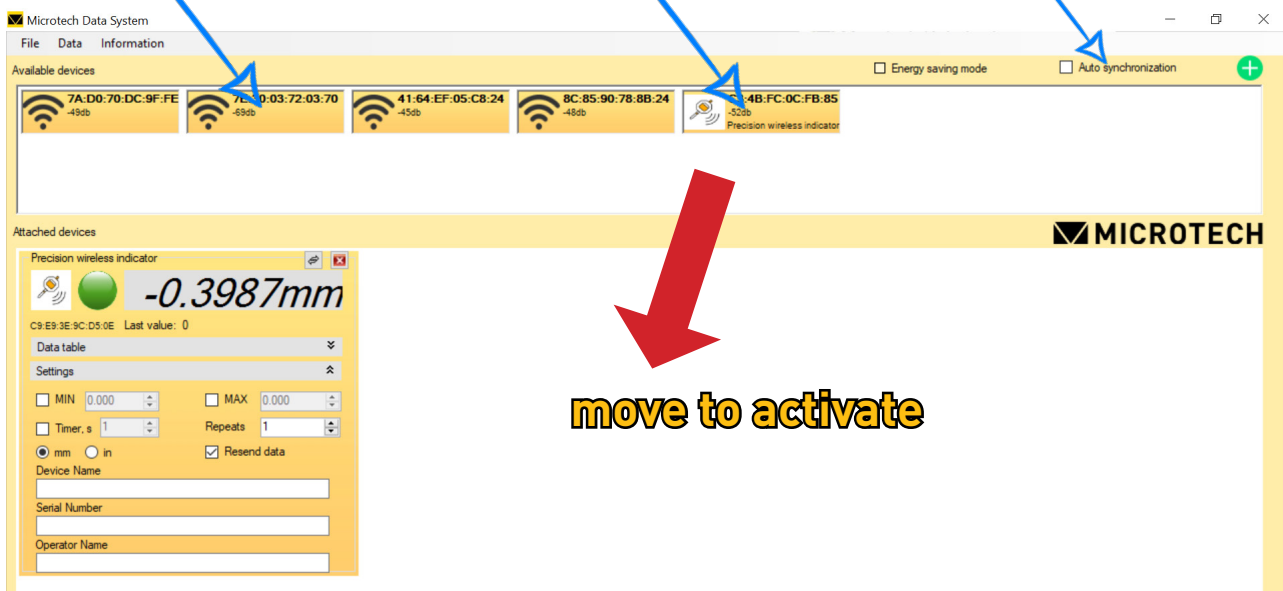 Microtech Data System
File Data Information
Available devices
Energy saving mode
Auto synchronization
7A:D0:70:DC:9F:FE
-49db
0:03:72:03:70
-69db
41:64:EF:05:C8:24
-45db
8C:85:90:78:8B:24
-48db
:4B:FC:0C:FB:85
-52db
Precision wireless indicator
Attached devices
MICROTECH
Precision wireless indicator
-0.3987mm
C9:E9:3E:9C:D5:0E Last value: 0
Data table
Settings
MIN 0.000 MAX 0.000
Timer, s 1 Repeats 1
mm in Resend data
Device Name
Serial Number
Operator Name
move to activate